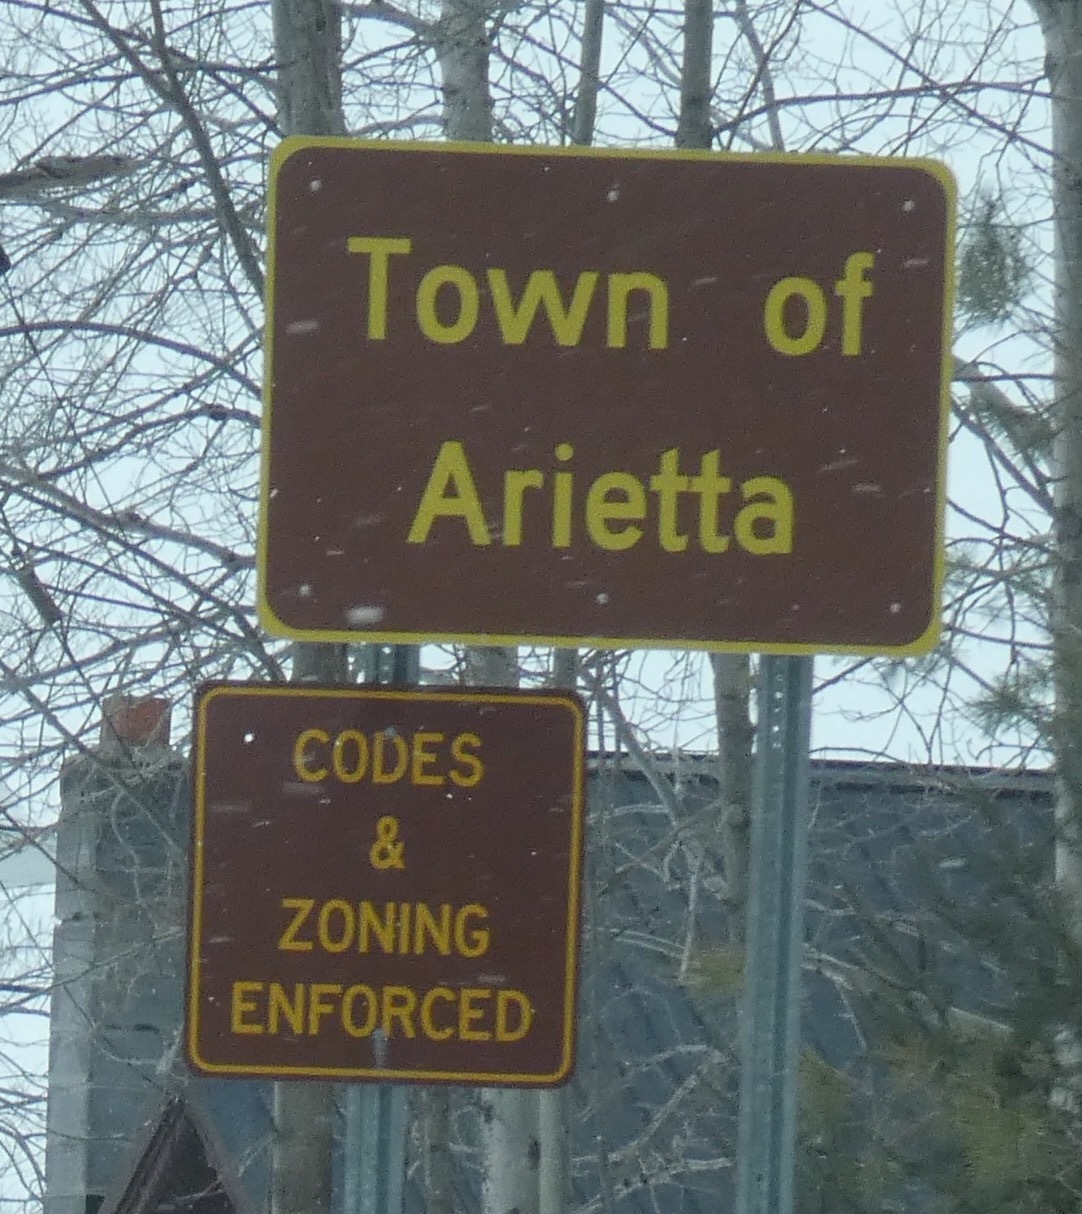 Town of
Arietta
CODES
&
ZONING
ENFORCED